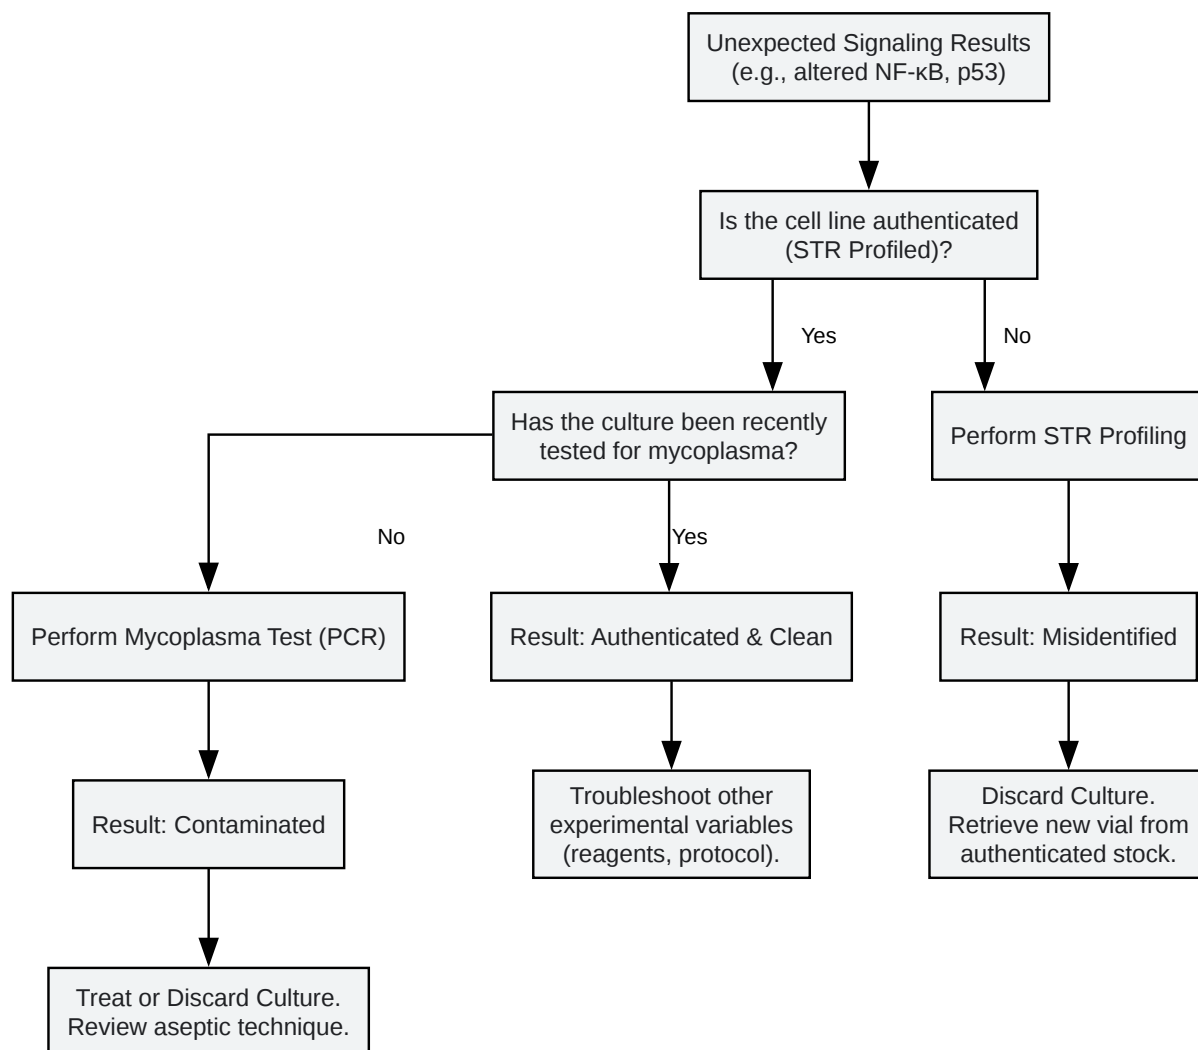 Unexpected Signaling Results
(e.g., altered NF-κB, p53)
Is the cell line authenticated
(STR Profiled)?
Yes
No
Has the culture been recently
tested for mycoplasma?
Perform STR Profiling
No
Yes
Perform Mycoplasma Test (PCR)
Result: Authenticated & Clean
Result: Misidentified
Result: Contaminated
Troubleshoot other
experimental variables
(reagents, protocol).
Discard Culture.
Retrieve new vial from
authenticated stock.
Treat or Discard Culture.
Review aseptic technique.